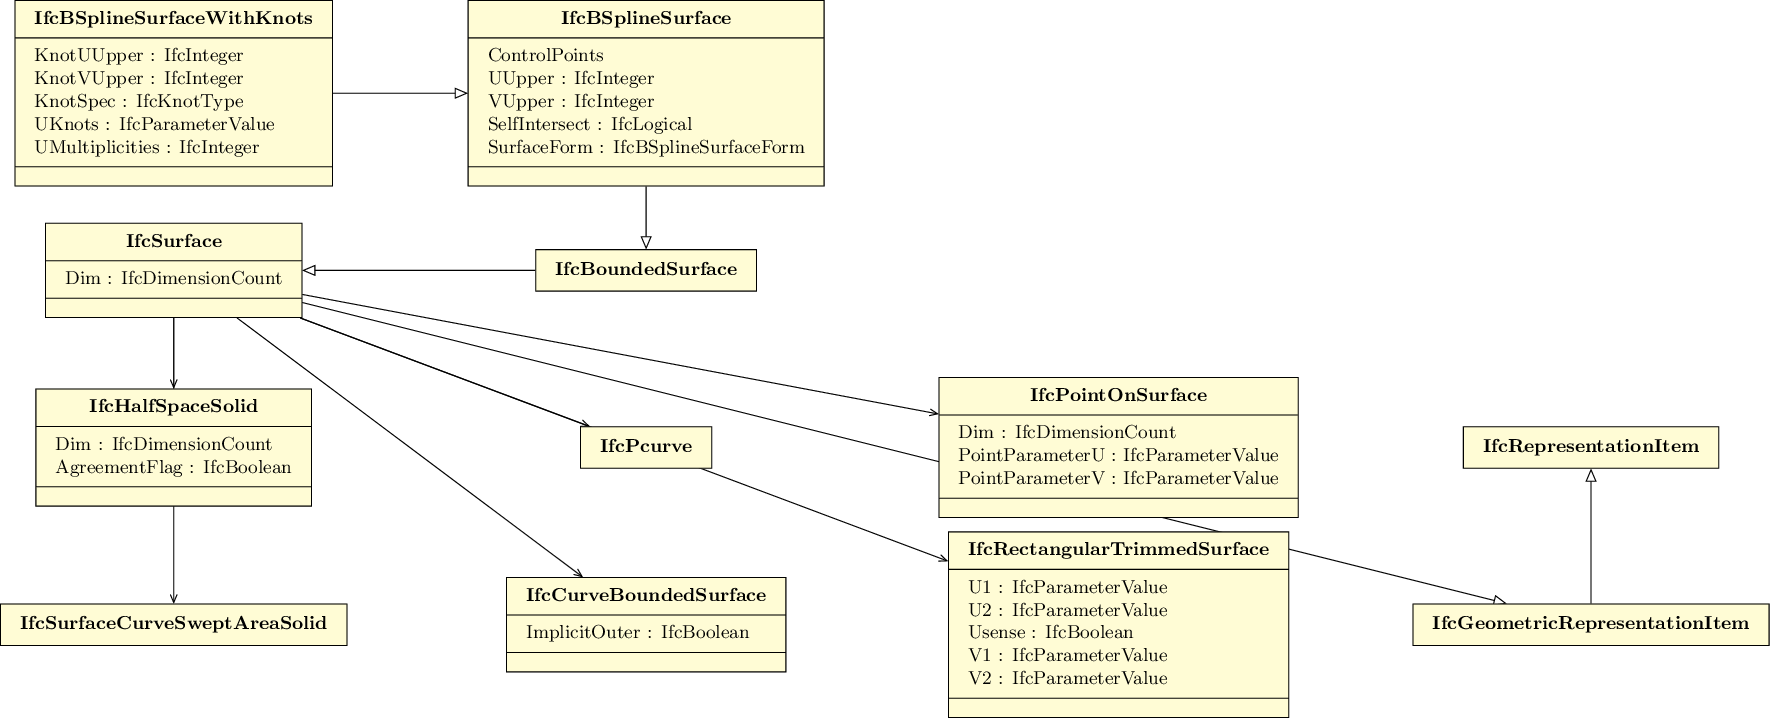 IfcBSplineSurfaceWithKnots
KnotUUpper : IfcInteger
KnotVUpper : IfcInteger
KnotSpec : IfcKnotType
UKnots : IfcParameterValue
UMultiplicities : IfcInteger
IfcBSplineSurface
ControlPoints
UUpper : IfcInteger
VUpper : IfcInteger
SelfIntersect : IfcLogical
SurfaceForm : IfcBSplineSurfaceForm
IfcSurface
Dim : IfcDimensionCount
IfcBoundedSurface
IfcHalfSpaceSolid
Dim : IfcDimensionCount
AgreementFlag : IfcBoolean
IfcPcurve
IfcPointOnSurface
Dim : IfcDimensionCount
PointParameterU : IfcParameterValue
PointParameterV : IfcParameterValue
IfcRepresentationItem
IfcSurfaceCurveSweptAreaSolid
IfcCurveBoundedSurface
ImplicitOuter : IfcBoolean
IfcRectangularTrimmedSurface
U1 : IfcParameterValue
U2 : IfcParameterValue
Usense : IfcBoolean
V1 : IfcParameterValue
V2 : IfcParameterValue
IfcGeometricRepresentationItem